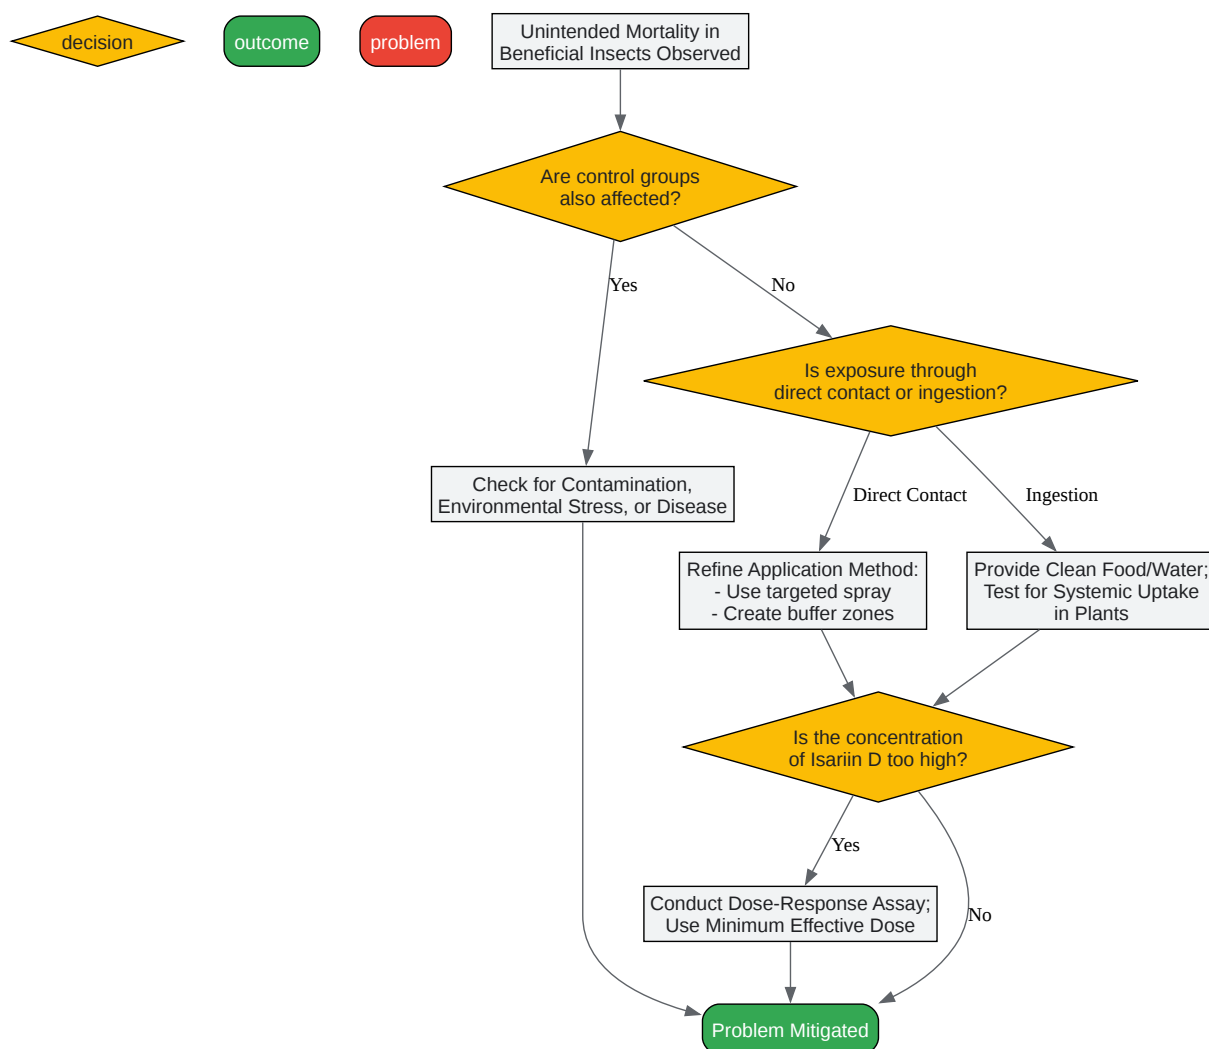 decision
outcome
problem
Unintended Mortality in
Beneficial Insects Observed
Are control groups
also affected?
Yes
No
Is exposure through
direct contact or ingestion?
Check for Contamination,
Environmental Stress, or Disease
Direct Contact
Ingestion
Refine Application Method:
- Use targeted spray
- Create buffer zones
Provide Clean Food/Water;
Test for Systemic Uptake
in Plants
Is the concentration
of Isariin D too high?
Yes
Conduct Dose-Response Assay;
Use Minimum Effective Dose
No
Problem Mitigated